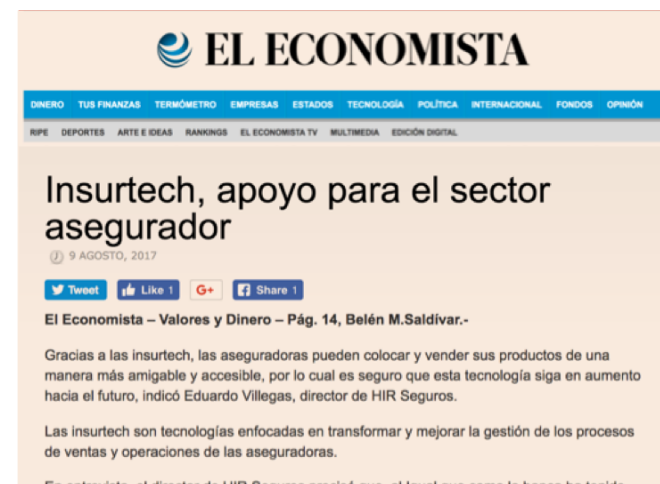 EL ECONOMISTA
DINERO TUS FINANZAS TERMÓMETRO EMPRESAS ESTADOS TECNOLOGÍA POLÍTICA INTERNACIONAL FONDOS OPINIÓN
RIPE DEPORTES ARTE E IDEAS RANKINGS EL ECONOMISTA TV MULTIMEDIA EDICIÓN DIGITAL
Insurtech, apoyo para el sector
asegurador
9 AGOSTO, 2017
Tweet Like 1 G+ Share 1
El Economista – Valores y Dinero – Pág. 14, Belén M.Saldívar.-
Gracias a las insurtech, las aseguradoras pueden colocar y vender sus productos de una
manera más amigable y accesible, por lo cual es seguro que esta tecnología siga en aumento
hacia el futuro, indicó Eduardo Villegas, director de HIR Seguros.
Las insurtech son tecnologías enfocadas en transformar y mejorar la gestión de los procesos
de ventas y operaciones de las aseguradoras.